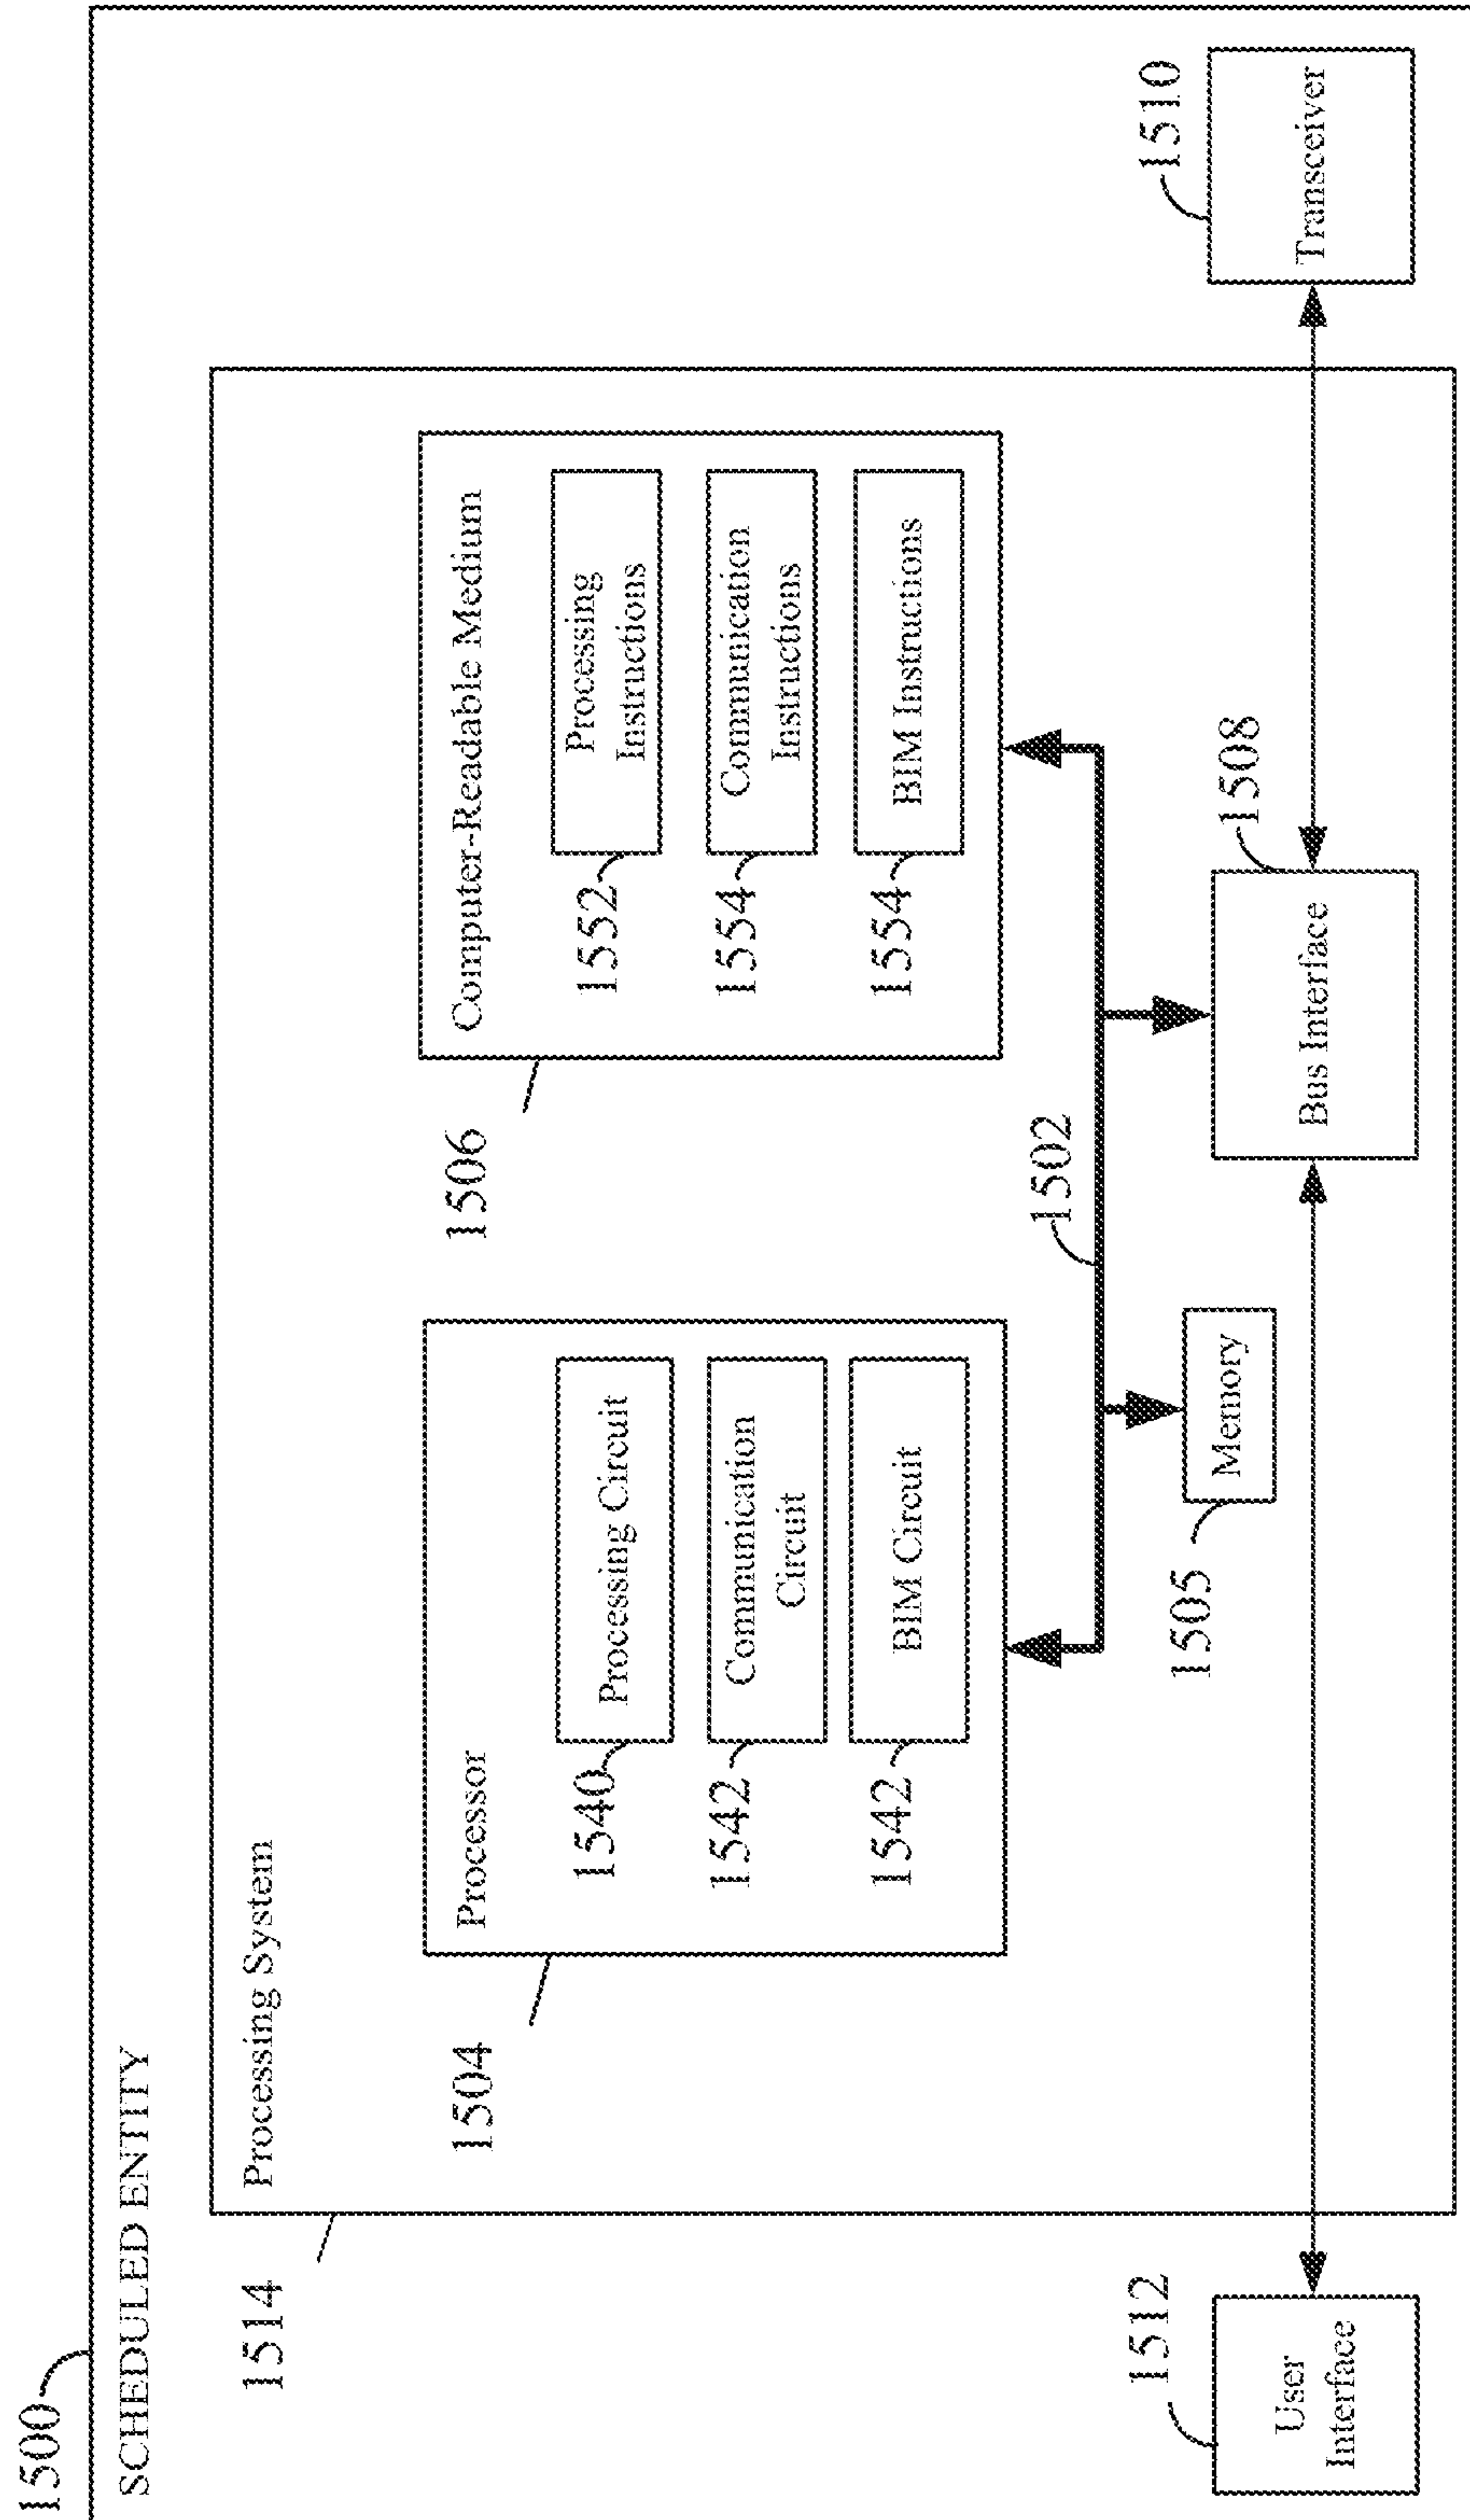 1500
SCHEDULED ENTITY
1514
Processing System
1504
Processor
1540
Processing Circuit
1542
Communication
Circuit
1542
BIM Circuit
1506
Computer-Readable Medium
1552
Processing
Instructions
1554
Communication
Instructions
1554
BIM Instructions
1502
1505
Memory
1508
Bus Interface
1512
User
Interface
1510
Transceiver